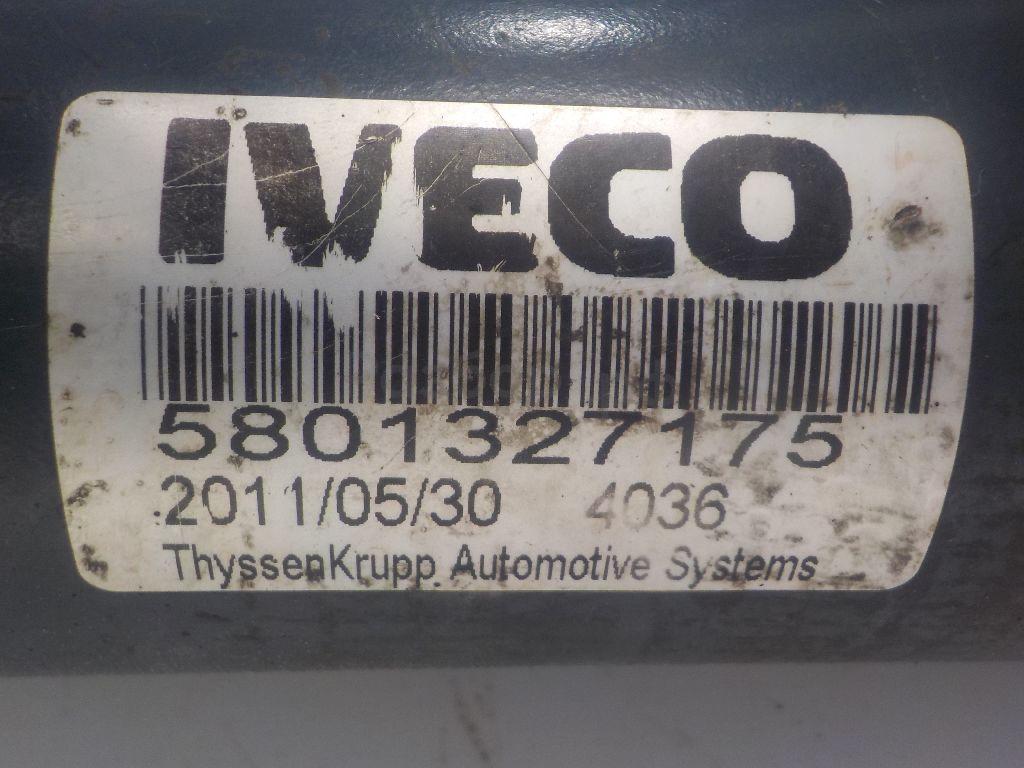 IVECO
5801327175
2011/05/30 4036
ThyssenKrupp Automotive Systems